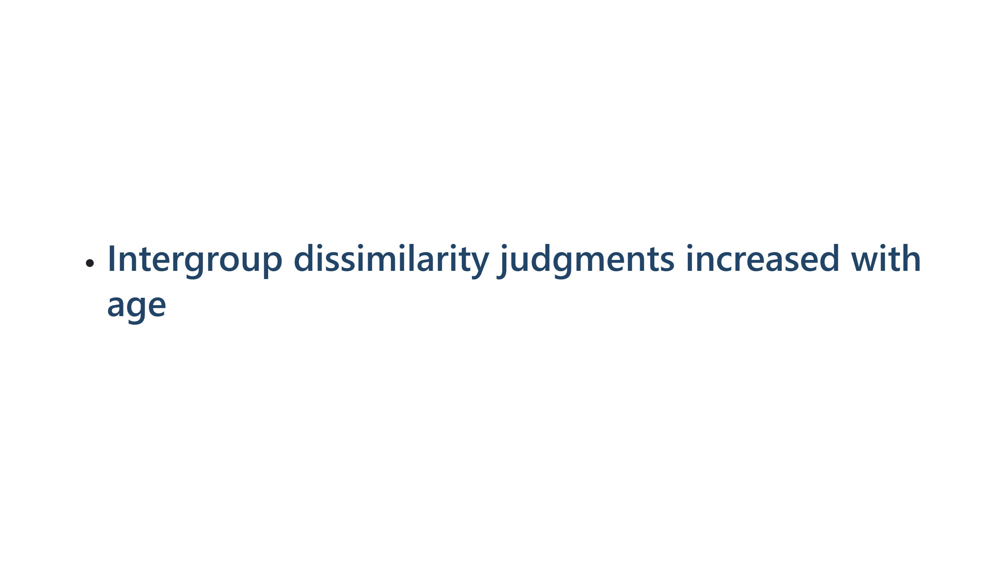 • Intergroup dissimilarity judgments increased with
age